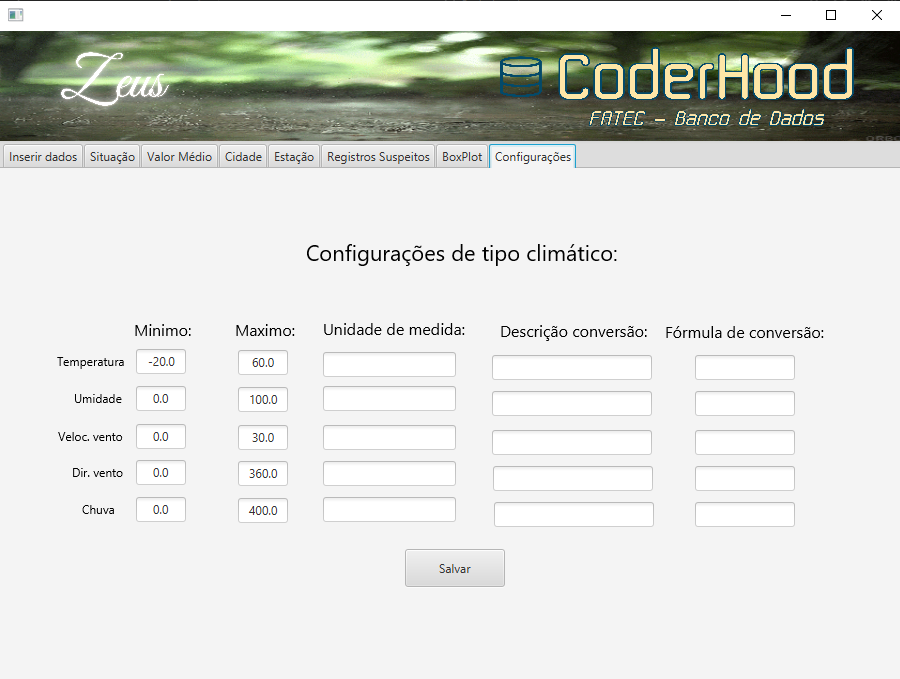 Zeus
CoderHood
FATEC - Banco de Dados
Inserir dados Situação Valor Médio Cidade Estação Registros Suspeitos BoxPlot Configurações
Configurações de tipo climático:
Minimo: Maximo: Unidade de medida: Descrição conversão: Fórmula de conversão:
Temperatura -20.0 60.0
Umidade 0.0 100.0
Veloc. vento 0.0 30.0
Dir. vento 0.0 360.0
Chuva 0.0 400.0
Salvar